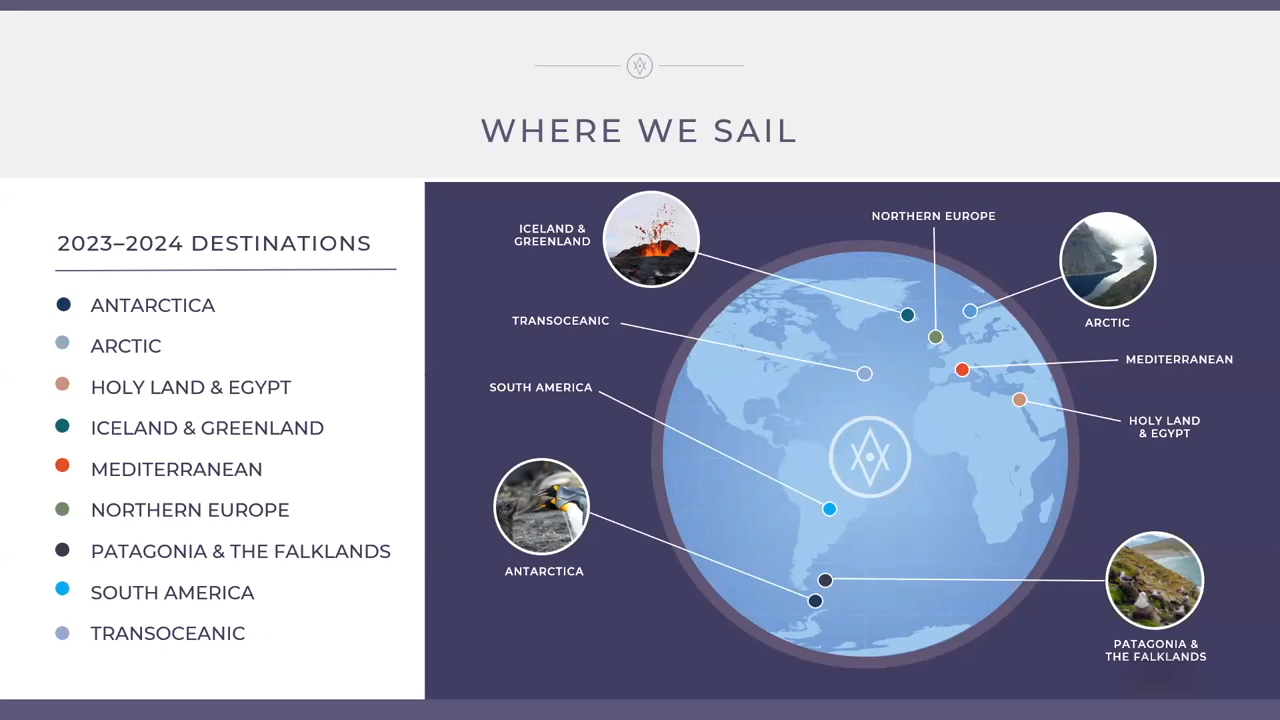 WHERE WE SAIL
2023–2024 DESTINATIONS
ANTARCTICA
ARCTIC
HOLY LAND & EGYPT
ICELAND & GREENLAND
MEDITERRANEAN
NORTHERN EUROPE
PATAGONIA & THE FALKLANDS
SOUTH AMERICA
TRANSOCEANIC
ICELAND &
GREENLAND
NORTHERN EUROPE
ARCTIC
TRANSOCEANIC
MEDITERRANEAN
SOUTH AMERICA
HOLY LAND
& EGYPT
ANTARCTICA
PATAGONIA &
THE FALKLANDS